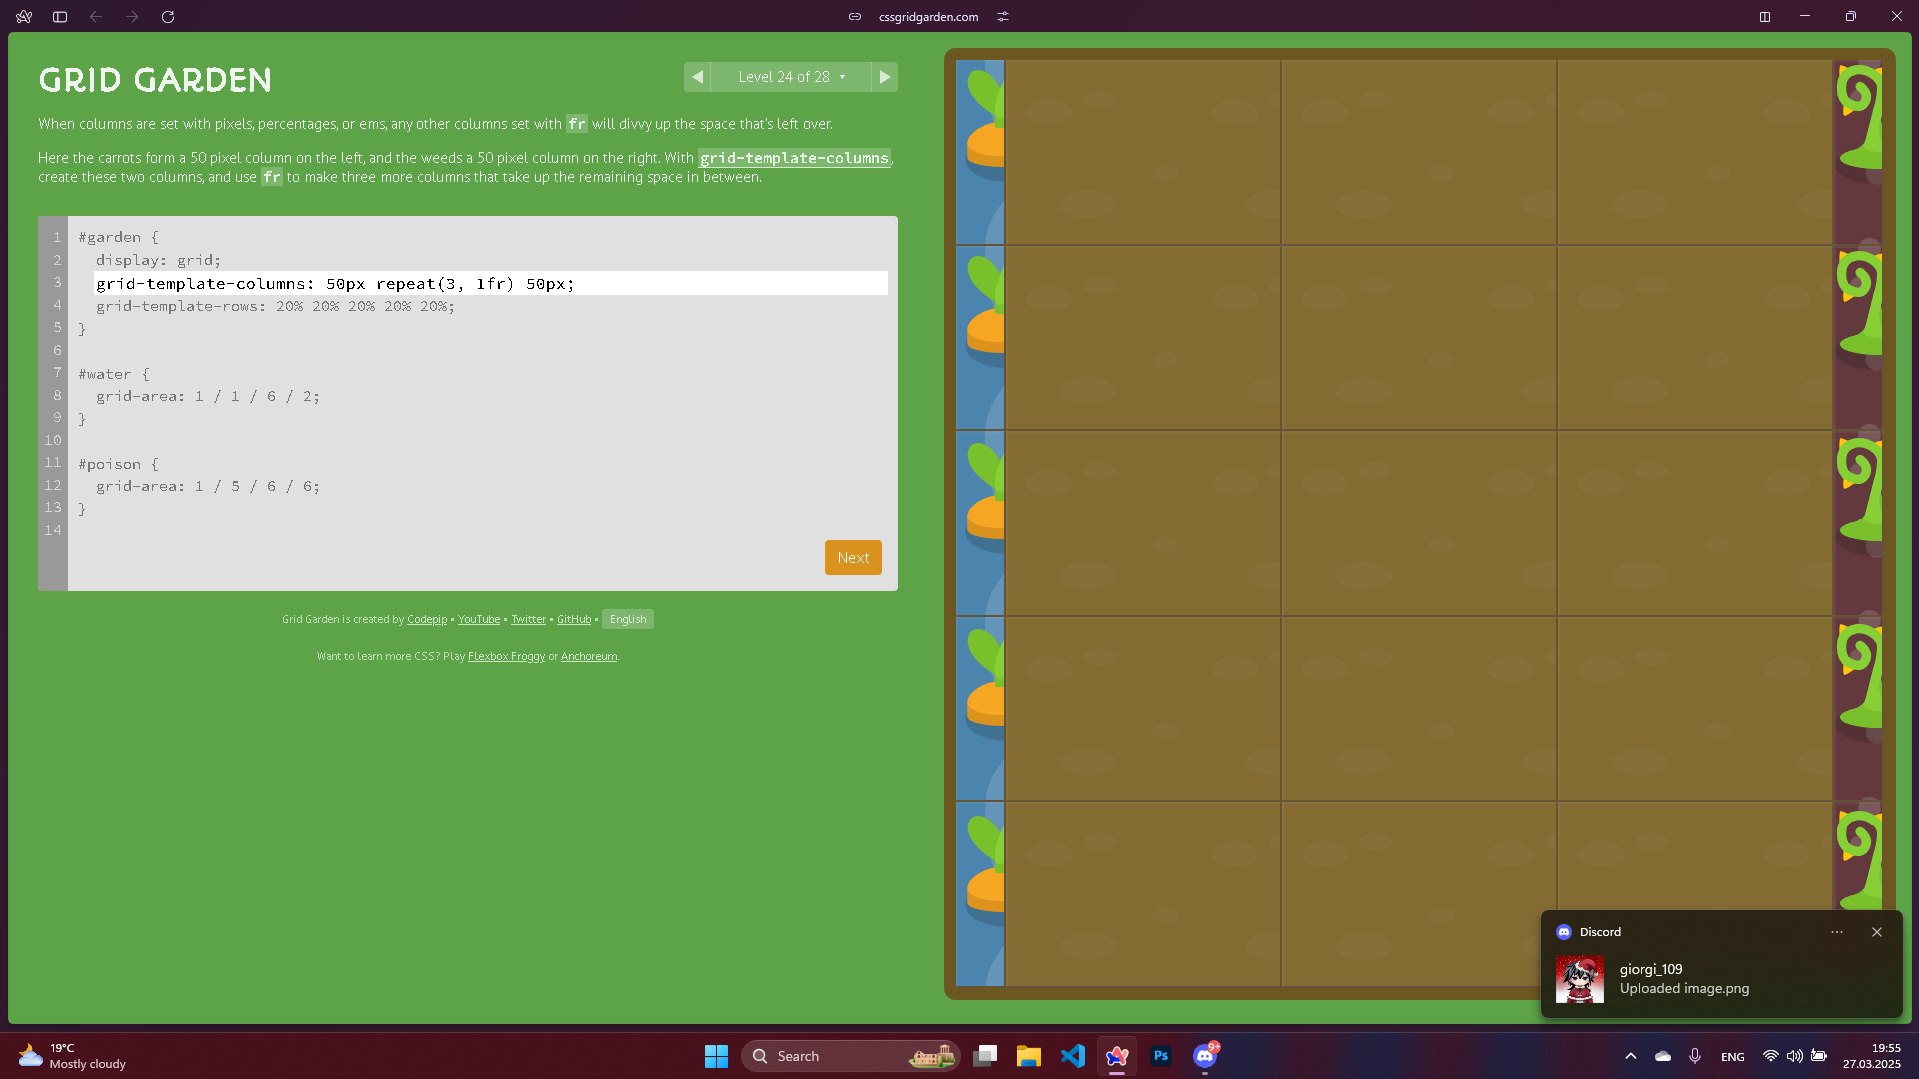 cssgridgarden.com
GRID GARDEN
Level 24 of 28
When columns are set with pixels, percentages, or ems, any other columns set with fr will divvy up the space that's left over.
Here the carrots form a 50 pixel column on the left, and the weeds a 50 pixel column on the right. With grid-template-columns,
create these two columns, and use fr to make three more columns that take up the remaining space in between.
1 #garden {
2 display: grid;
3 grid-template-columns: 50px repeat(3, 1fr) 50px;
4 grid-template-rows: 20% 20% 20% 20% 20%;
5 }
6
7 #water {
8 grid-area: 1 / 1 / 6 / 2;
9 }
10
11 #poison {
12 grid-area: 1 / 5 / 6 / 6;
13 }
14
Next
Grid Garden is created by Codepip • YouTube • Twitter • GitHub • English
Want to learn more CSS? Play Flexbox Froggy or Anchoreum.
Discord
giorgi_109
Uploaded image.png
19°C
Mostly cloudy
Search
Ps
9+
ENG
19:55
27.03.2025